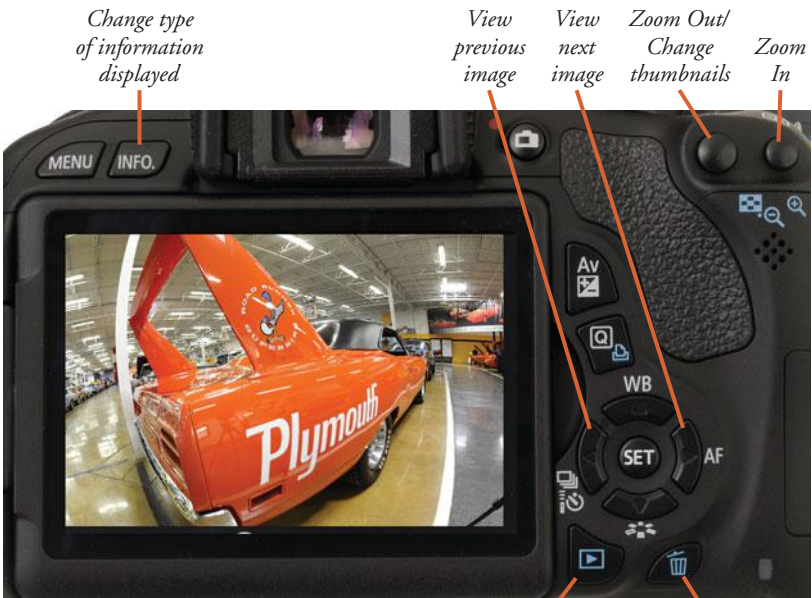 Change type
of information
displayed
View
previous
image
View
next
image
Zoom Out/
Change
thumbnails
Zoom
In
MENU
INFO.
Av
Q
WB
SET
AF
ROAD RUNNER
SUPERBIRD
Plymouth